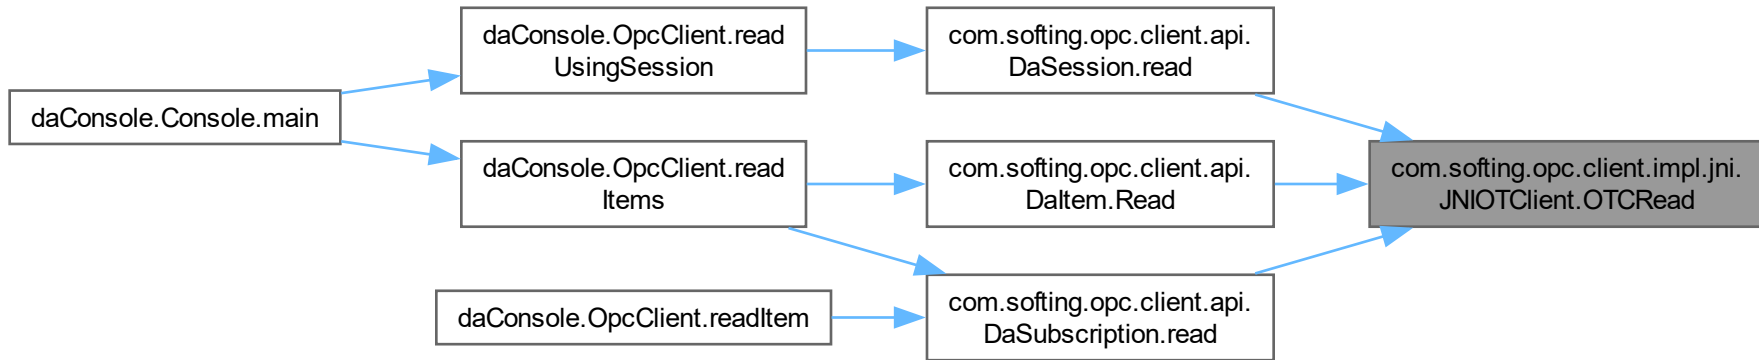 daConsole.Console.main
daConsole.OpcClient.read
UsingSession
daConsole.OpcClient.read
Items
daConsole.OpcClient.readItem
com.softing.opc.client.api.
DaSession.read
com.softing.opc.client.api.
DaItem.Read
com.softing.opc.client.api.
DaSubscription.read
com.softing.opc.client.impl.jni.
JNIOTClient.OTCRead